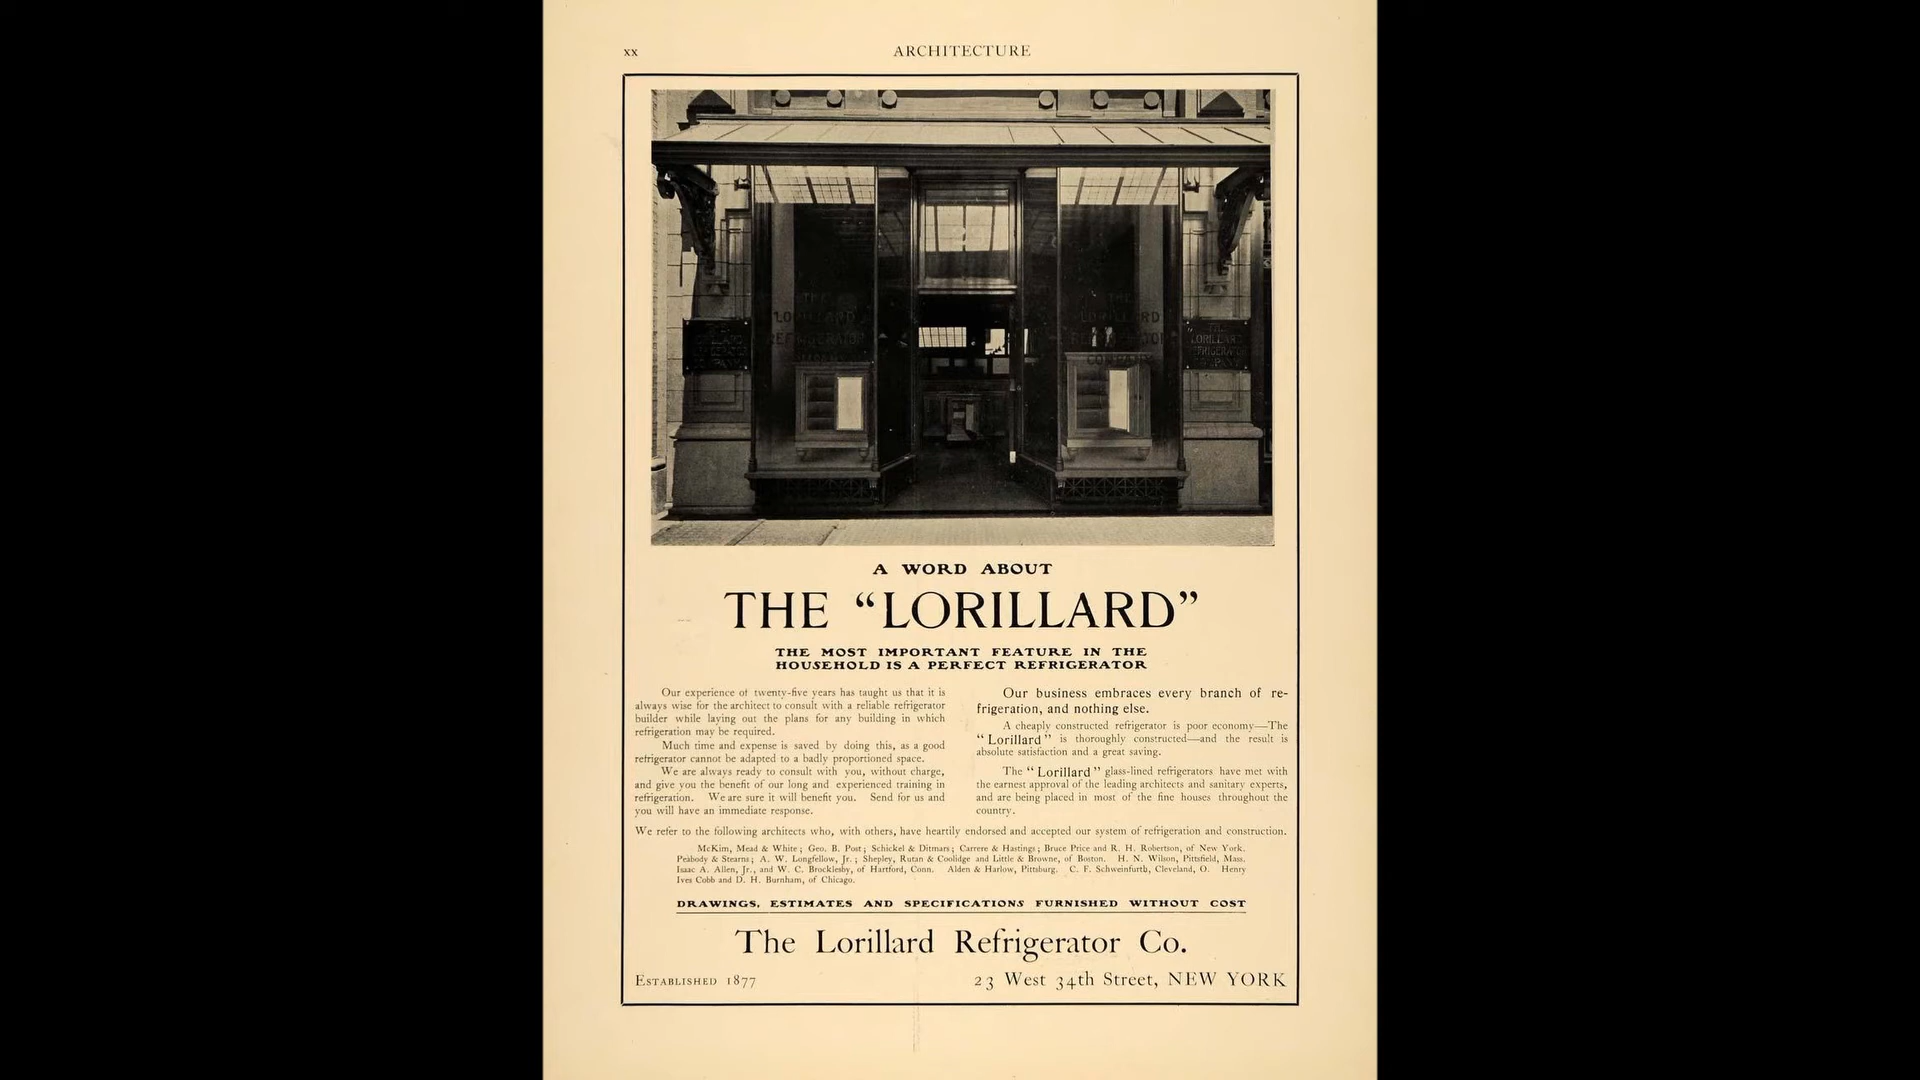 xx
ARCHITECTURE
THE
LORILLARD
REFRIGERATOR
THE
LORILLARD
COMPANY
THE
LORILLARD
REFRIGERATOR
COMPANY
A WORD ABOUT
THE “LORILLARD”
THE MOST IMPORTANT FEATURE IN THE
HOUSEHOLD IS A PERFECT REFRIGERATOR
Our experience of twenty-five years has taught us that it is
always wise for the architect to consult with a reliable refrigerator
builder while laying out the plans for any building in which
refrigeration may be required.
Much time and expense is saved by doing this, as a good
refrigerator cannot be adapted to a badly proportioned space.
We are always ready to consult with you, without charge,
and give you the benefit of our long and experienced training in
refrigeration. We are sure it will benefit you. Send for us and
you will have an immediate response.
Our business embraces every branch of re-
frigeration, and nothing else.
A cheaply constructed refrigerator is poor economy—The
“Lorillard” is thoroughly constructed—and the result is
absolute satisfaction and a great saving.
The “Lorillard” glass-lined refrigerators have met with
the earnest approval of the leading architects and sanitary experts,
and are being placed in most of the fine houses throughout the
country.
We refer to the following architects who, with others, have heartily endorsed and accepted our system of refrigeration and construction.
McKim, Mead & White; Geo. B. Post; Schickel & Ditmars; Carrere & Hastings; Bruce Price and R. H. Robertson, of New York.
Peabody & Stearns; A. W. Longfellow, Jr.; Shepley, Rutan & Coolidge and Little & Browne, of Boston. H. N. Wilson, Pittsfield, Mass.
Isaac A. Allen, Jr., and W. C. Brocklesby, of Hartford, Conn. Alden & Harlow, Pittsburg. C. F. Schweinfurth, Cleveland, O. Henry
Ives Cobb and D. H. Burnham, of Chicago.
DRAWINGS, ESTIMATES AND SPECIFICATIONS FURNISHED WITHOUT COST
The Lorillard Refrigerator Co.
ESTABLISHED 1877
23 West 34th Street, NEW YORK